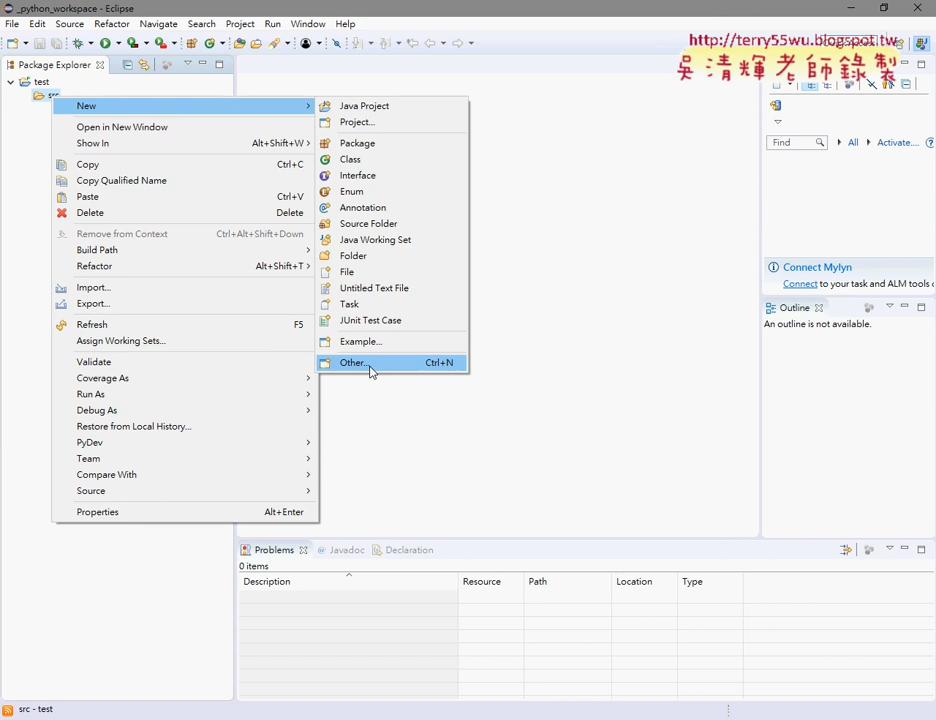 _python_workspace - Eclipse
File Edit Source Refactor Navigate Search Project Run Window Help
http://terry55wu.blogspot.tw
吳清輝老師錄製
Package Explorer
test
src
New
Open in New Window
Show In Alt+Shift+W
Copy Ctrl+C
Copy Qualified Name
Paste Ctrl+V
Delete Delete
Remove from Context Ctrl+Alt+Shift+Down
Build Path
Refactor Alt+Shift+T
Import...
Export...
Refresh F5
Assign Working Sets...
Validate
Coverage As
Run As
Debug As
Restore from Local History...
PyDev
Team
Compare With
Source
Properties Alt+Enter
Java Project
Project...
Package
Class
Interface
Enum
Annotation
Source Folder
Java Working Set
Folder
File
Untitled Text File
Task
JUnit Test Case
Example...
Other... Ctrl+N
Find All Activate...
Connect Mylyn
Connect to your task and ALM tools
Outline
An outline is not available.
Problems Javadoc Declaration
0 items
Description Resource Path Location Type
src - test